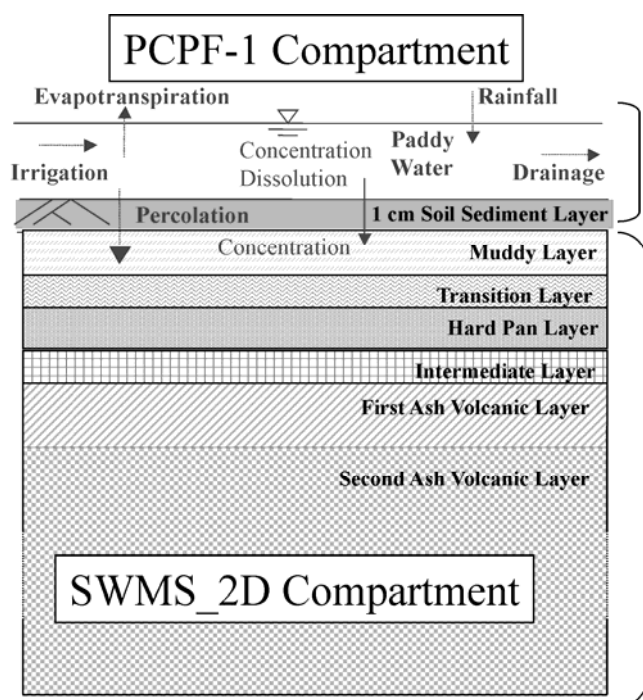 PCPF-1 Compartment
Evapotranspiration
Rainfall
Irrigation
Concentration
Dissolution
Paddy
Water
Drainage
Percolation
1 cm Soil Sediment Layer
Concentration
Muddy Layer
Transition Layer
Hard Pan Layer
Intermediate Layer
First Ash Volcanic Layer
Second Ash Volcanic Layer
SWMS_2D Compartment